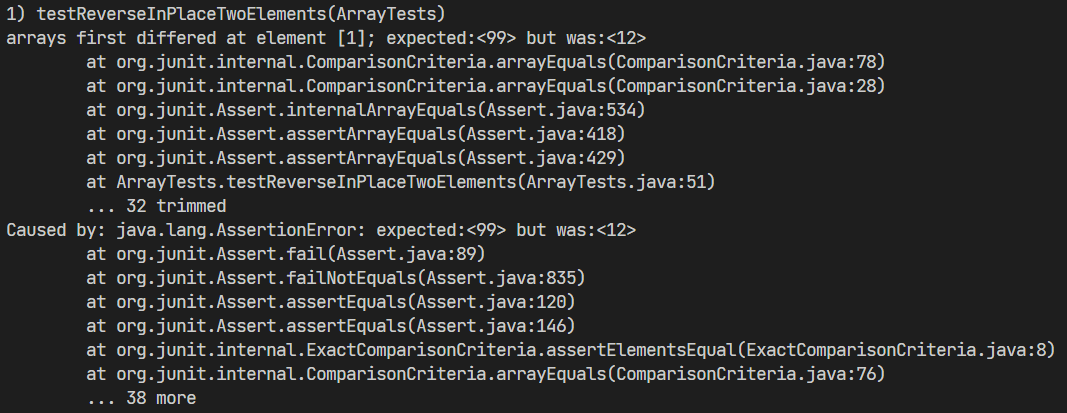 1) testReverseInPlaceTwoElements(ArrayTests)
arrays first differed at element [1]; expected:<99> but was:<12>
        at org.junit.internal.ComparisonCriteria.arrayEquals(ComparisonCriteria.java:78)
        at org.junit.internal.ComparisonCriteria.arrayEquals(ComparisonCriteria.java:28)
        at org.junit.Assert.internalArrayEquals(Assert.java:534)
        at org.junit.Assert.assertArrayEquals(Assert.java:418)
        at org.junit.Assert.assertArrayEquals(Assert.java:429)
        at ArrayTests.testReverseInPlaceTwoElements(ArrayTests.java:51)
        ... 32 trimmed
Caused by: java.lang.AssertionError: expected:<99> but was:<12>
        at org.junit.Assert.fail(Assert.java:89)
        at org.junit.Assert.failNotEquals(Assert.java:835)
        at org.junit.Assert.assertEquals(Assert.java:120)
        at org.junit.Assert.assertEquals(Assert.java:146)
        at org.junit.internal.ExactComparisonCriteria.assertElementsEqual(ExactComparisonCriteria.java:8)
        at org.junit.internal.ComparisonCriteria.arrayEquals(ComparisonCriteria.java:76)
        ... 38 more